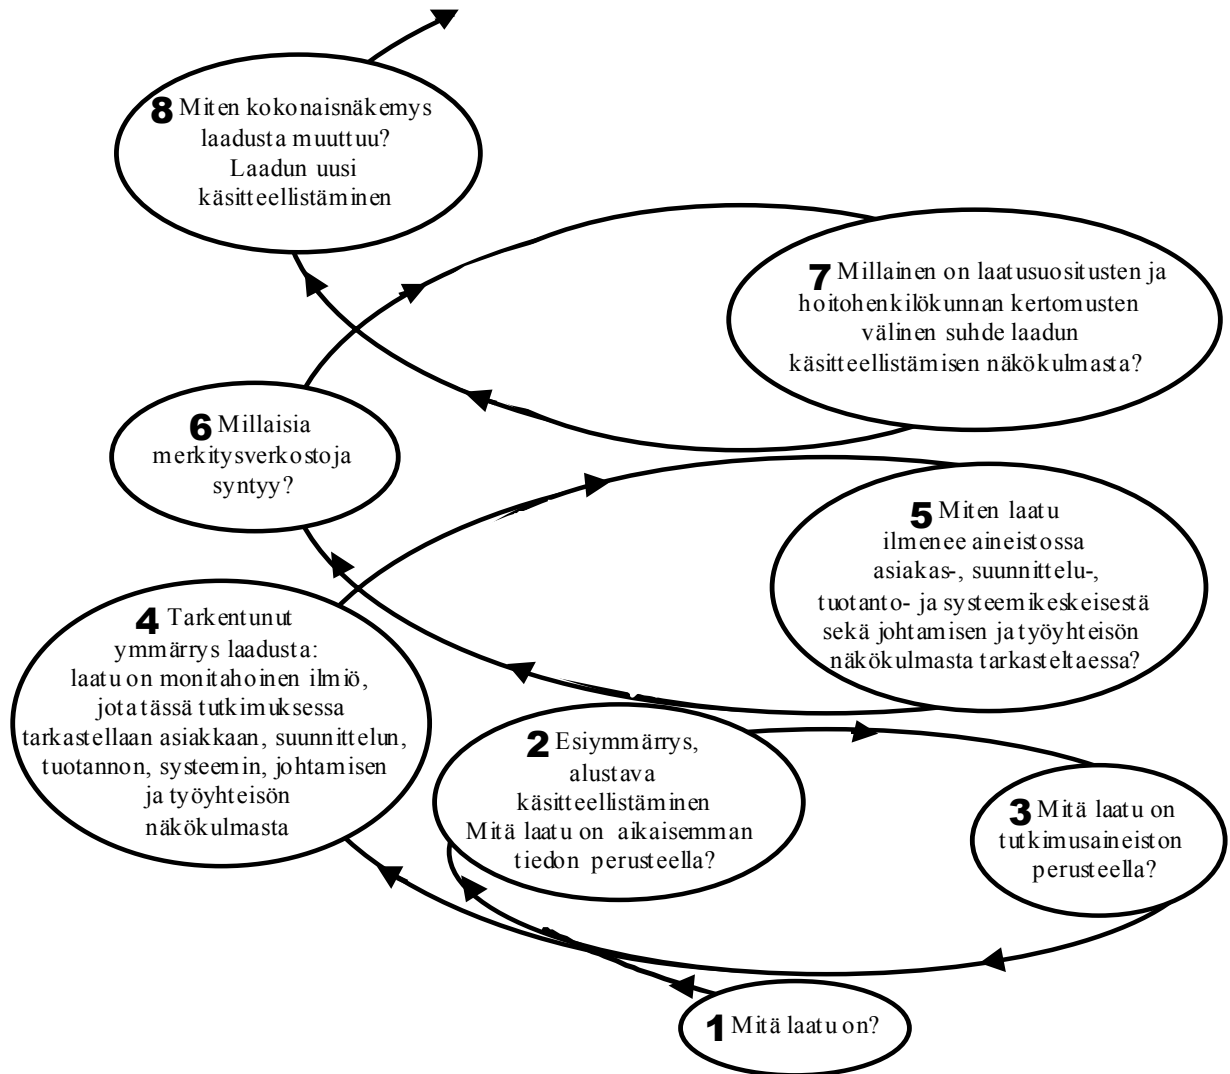 8 Miten kokonaisnäkemys
laadusta muuttuu?
Laadun uusi
käsitteellistäminen
7 Millainen on laatusuositusten ja
hoitohenkilökunnan kertomusten
välinen suhde laadun
käsitteellistämisen näkökulmasta?
6 Millaisia
merkitysverkostoja
syntyy?
5 Miten laatu
ilmenee aineistossa
asiakas-, suunnittelu-,
tuotanto- ja systeemikeskeisestä
sekä johtamisen ja työyhteisön
näkökulmasta tarkasteltaessa?
4 Tarkentunut
ymmärrys laadusta:
laatu on monitahoinen ilmiö,
jota tässä tutkimuksessa
tarkastellaan asiakkaan, suunnittelun,
tuotannon, systeemin, johtamisen
ja työyhteisön
näkökulmasta
2 Esiymmärrys,
alustava
käsitteellistäminen
Mitä laatu on aikaisemman
tiedon perusteella?
3 Mitä laatu on
tutkimusaineiston
perusteella?
1 Mitä laatu on?